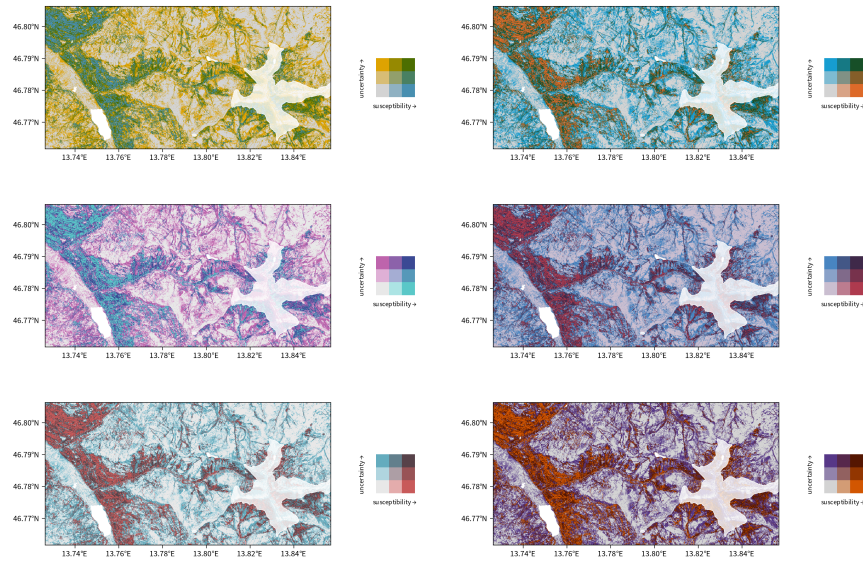 46.80°N
46.79°N
46.78°N
46.77°N
13.74°E 13.76°E 13.78°E 13.80°E 13.82°E 13.84°E
uncertainty →
susceptibility →
46.80°N
46.79°N
46.78°N
46.77°N
13.74°E 13.76°E 13.78°E 13.80°E 13.82°E 13.84°E
uncertainty →
susceptibility →
46.80°N
46.79°N
46.78°N
46.77°N
13.74°E 13.76°E 13.78°E 13.80°E 13.82°E 13.84°E
uncertainty →
susceptibility →
46.80°N
46.79°N
46.78°N
46.77°N
13.74°E 13.76°E 13.78°E 13.80°E 13.82°E 13.84°E
uncertainty →
susceptibility →
46.80°N
46.79°N
46.78°N
46.77°N
13.74°E 13.76°E 13.78°E 13.80°E 13.82°E 13.84°E
uncertainty →
susceptibility →
46.80°N
46.79°N
46.78°N
46.77°N
13.74°E 13.76°E 13.78°E 13.80°E 13.82°E 13.84°E
uncertainty →
susceptibility →